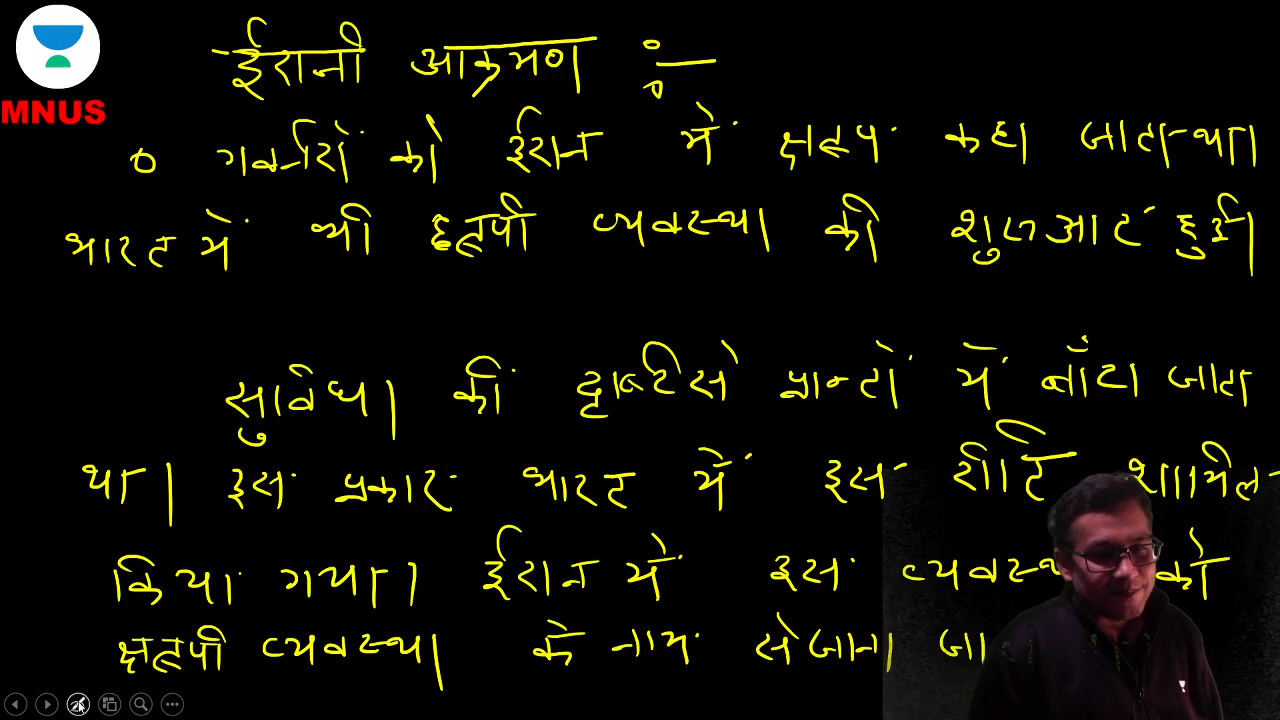 MNUS
ईरानी आक्रमण :-
० गवर्नरों को ईरान में क्षत्रप कहा जाता था।
भारत में भी क्षत्रपी व्यवस्था की शुरुआत हुई।
सुविधा की दृष्टि से प्रान्तों में बाँटा जाता
था। इस प्रकार भारत में इस रीति शामिल
किया गया। ईरान में इस व्यवस्था को
क्षत्रपी व्यवस्था के नाम से जाना जा